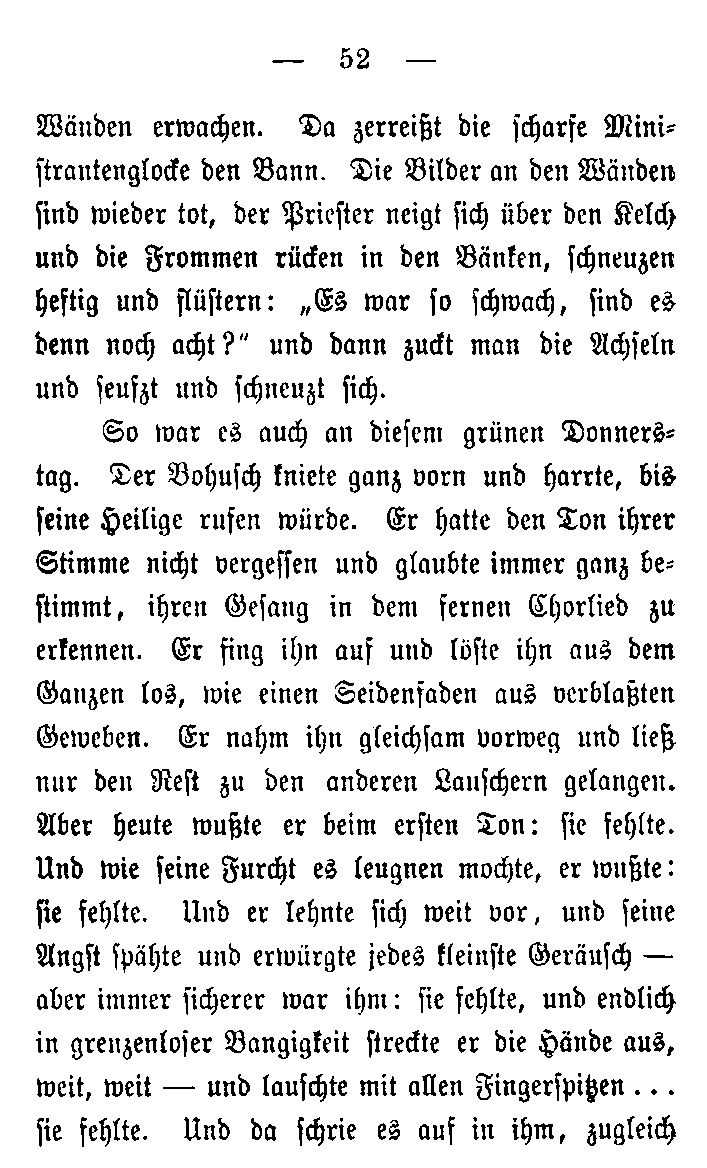 — 52 —
Wänden erwachen. Da zerreißt die scharfe Mini-
strantenglocke den Bann. Die Bilder an den Wänden
sind wieder tot, der Priester neigt sich über den Kelch
und die Frommen rücken in den Bänken, schneuzen
heftig und flüstern: „Es war so schwach, sind es
denn noch acht?" und dann zuckt man die Achseln
und seufzt und schneuzt sich.
So war es auch an diesem grünen Donners-
tag. Der Bohusch kniete ganz vorn und harrte, bis
seine Heilige rufen würde. Er hatte den Ton ihrer
Stimme nicht vergessen und glaubte immer ganz be-
stimmt, ihren Gesang in dem fernen Chorlied zu
erkennen. Er fing ihn auf und löste ihn aus dem
Ganzen los, wie einen Seidenfaden aus verblaßten
Geweben. Er nahm ihn gleichsam vorweg und ließ
nur den Rest zu den anderen Lauschern gelangen.
Aber heute wußte er beim ersten Ton: sie fehlte.
Und wie seine Furcht es leugnen mochte, er wußte:
sie fehlte. Und er lehnte sich weit vor, und seine
Angst spähte und erwürgte jedes kleinste Geräusch —
aber immer sicherer war ihm: sie fehlte, und endlich
in grenzenloser Bangigkeit streckte er die Hände aus,
weit, weit — und lauschte mit allen Fingerspitzen...
sie fehlte. Und da schrie es auf in ihm, zugleich